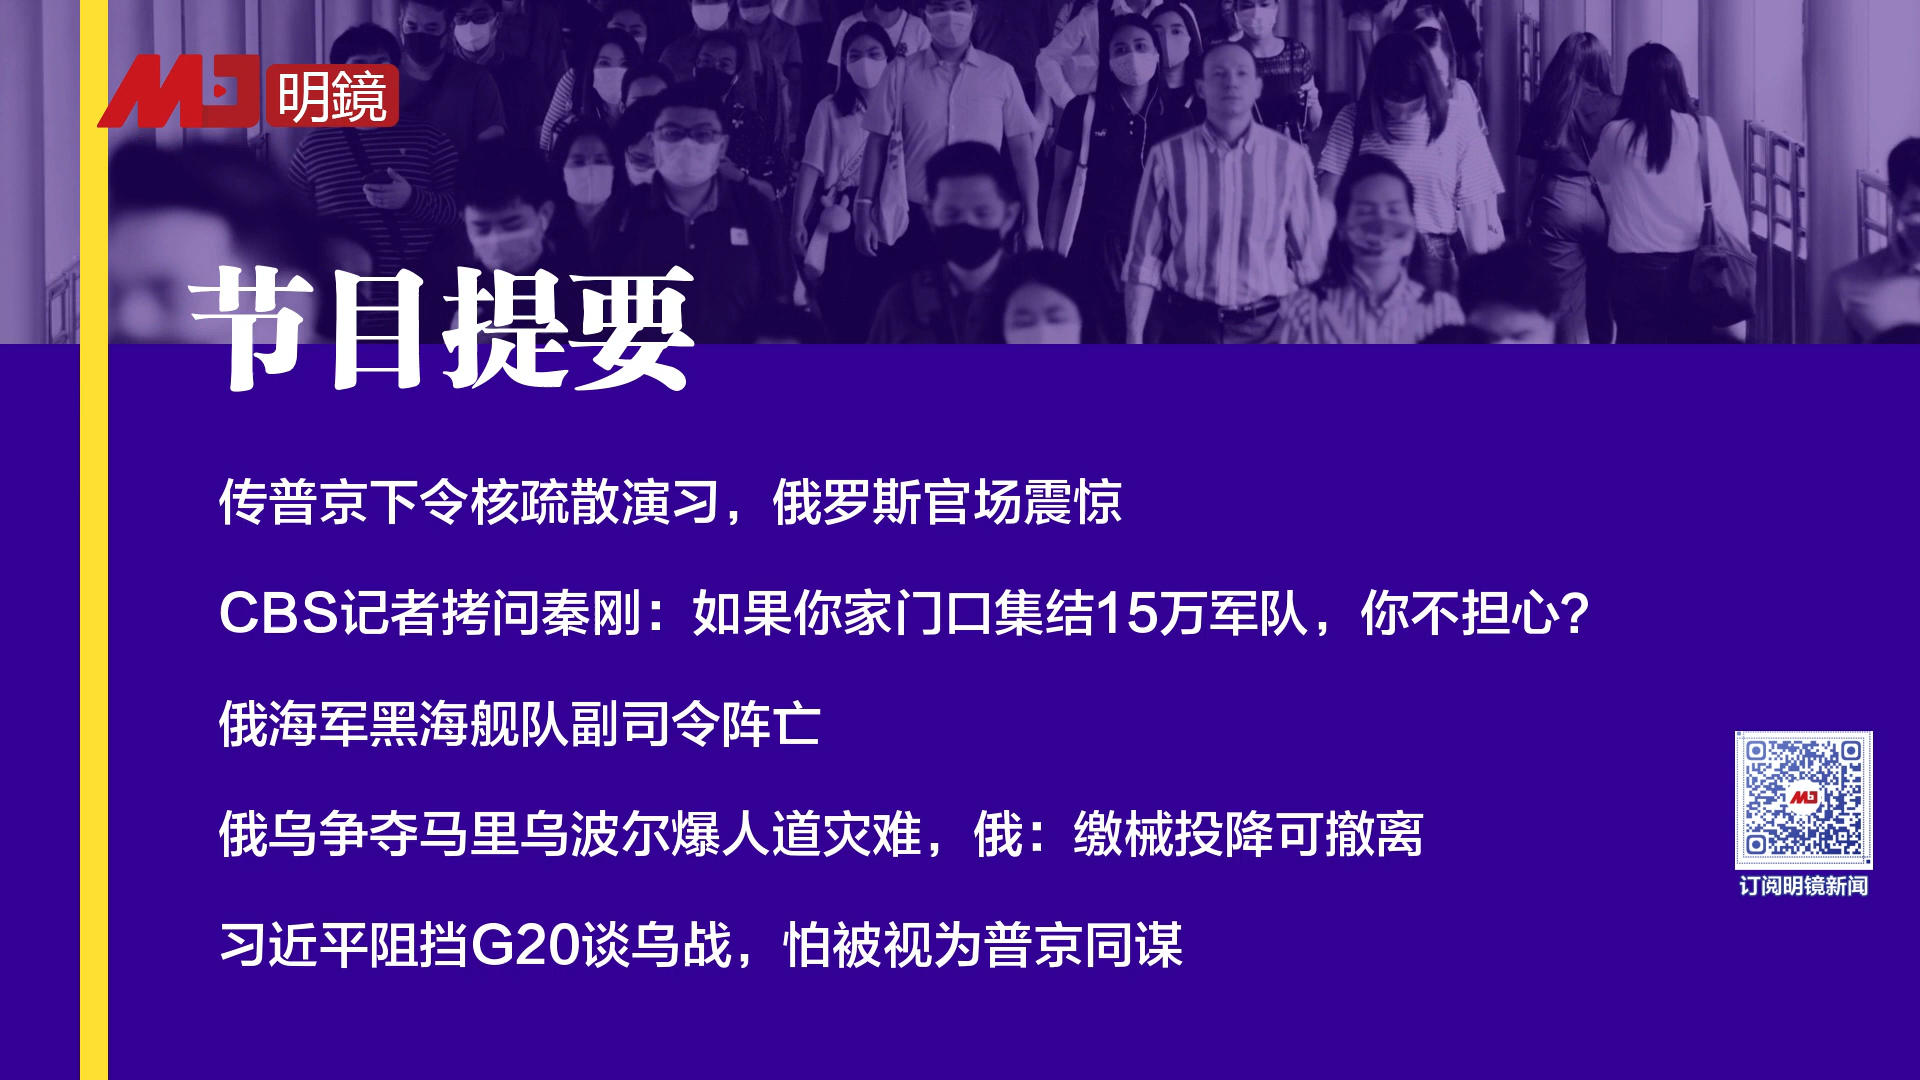 明鏡
节目提要
传普京下令核疏散演习，俄罗斯官场震惊
CBS记者拷问秦刚：如果你家门口集结15万军队，你不担心？
俄海军黑海舰队副司令阵亡
俄乌争夺马里乌波尔爆人道灾难，俄：缴械投降可撤离
习近平阻挡G20谈乌战，怕被视为普京同谋
订阅明镜新闻